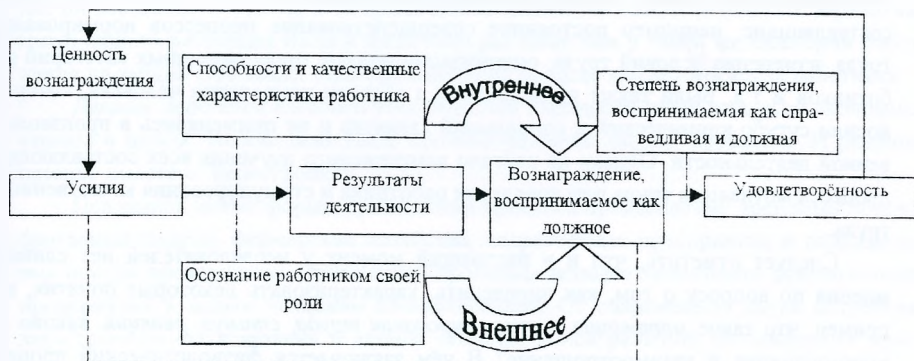 Ценность
вознаграждения
Способности и качественные
характеристики работника
Внутреннее
Степень вознаграждения,
воспринимаемая как спра-
ведливая и должная
Усилия
Результаты
деятельности
Вознаграждение,
воспринимаемое как
должное
Удовлетворённость
Осознание работником своей
роли
Внешнее